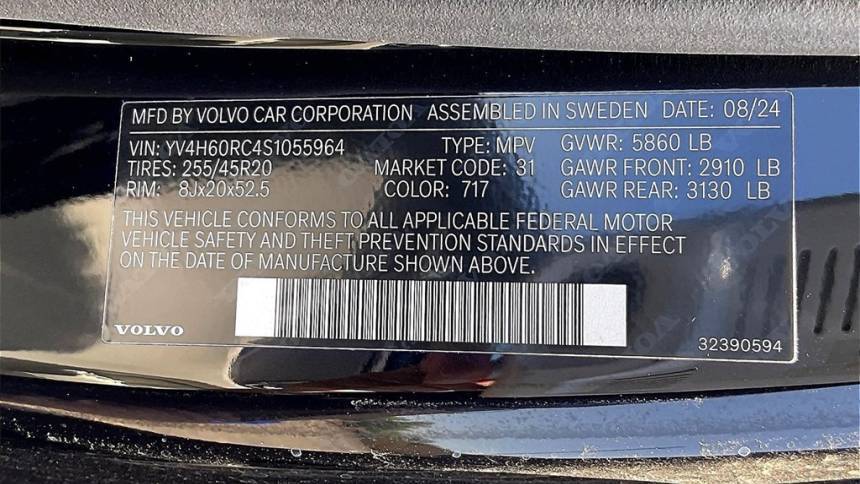 MFD BY VOLVO CAR CORPORATION ASSEMBLED IN SWEDEN DATE: 08/24
VIN: YV4H60RC4S1055964 TYPE: MPV GVWR: 5860 LB
TIRES: 255/45R20 MARKET CODE: 31 GAWR FRONT: 2910 LB
RIM: 8Jx20x52.5 COLOR: 717 GAWR REAR: 3130 LB
THIS VEHICLE CONFORMS TO ALL APPLICABLE FEDERAL MOTOR
VEHICLE SAFETY AND THEFT PREVENTION STANDARDS IN EFFECT
ON THE DATE OF MANUFACTURE SHOWN ABOVE.
VOLVO 32390594